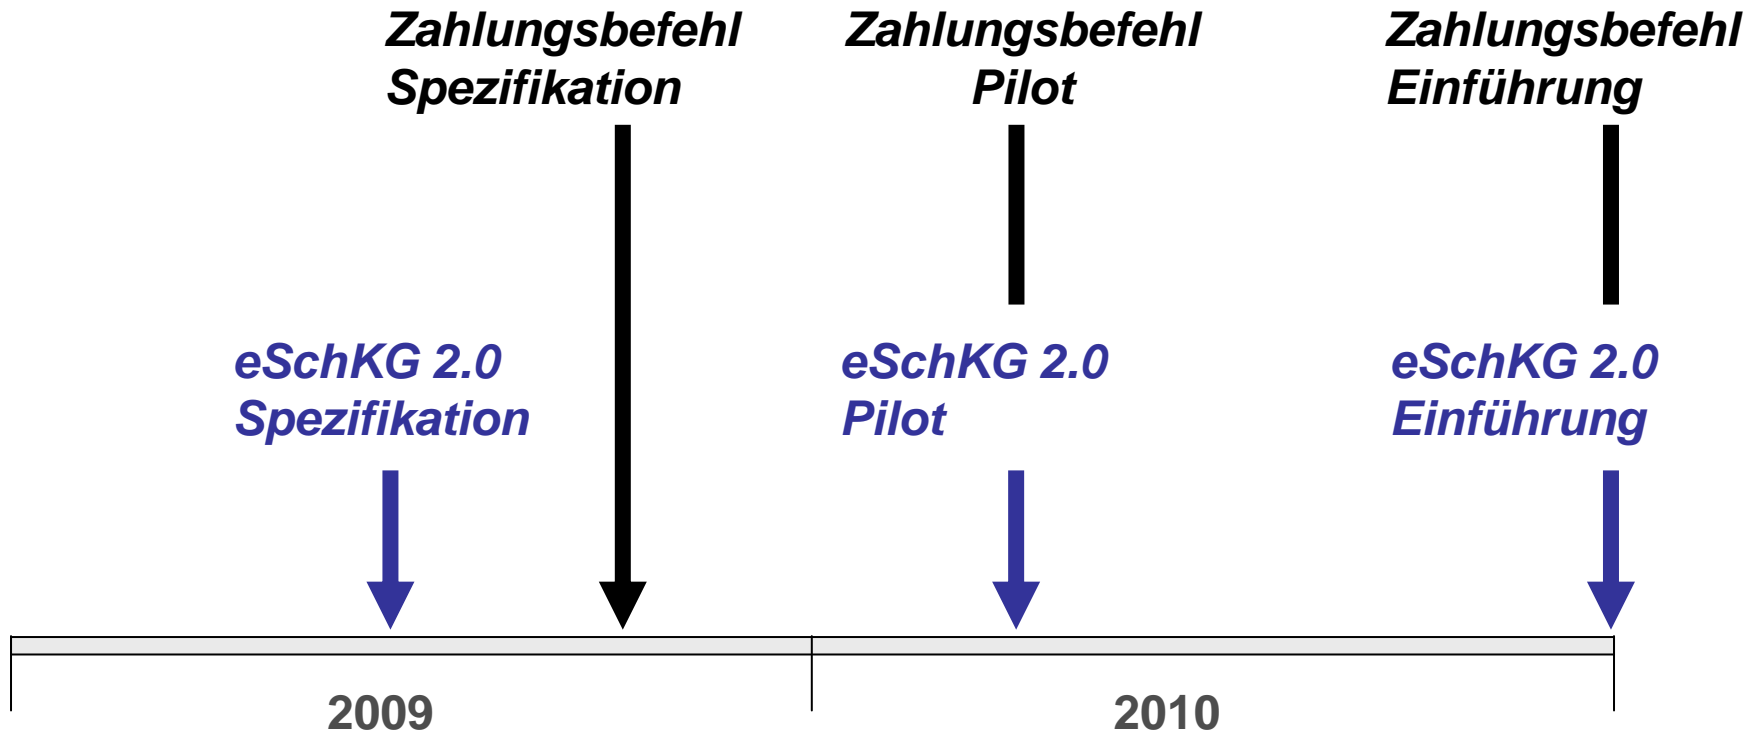 Zahlungsbefehl
Spezifikation
Zahlungsbefehl
Pilot
Zahlungsbefehl
Einführung
eSchKG 2.0
Spezifikation
eSchKG 2.0
Pilot
eSchKG 2.0
Einführung
2009
2010